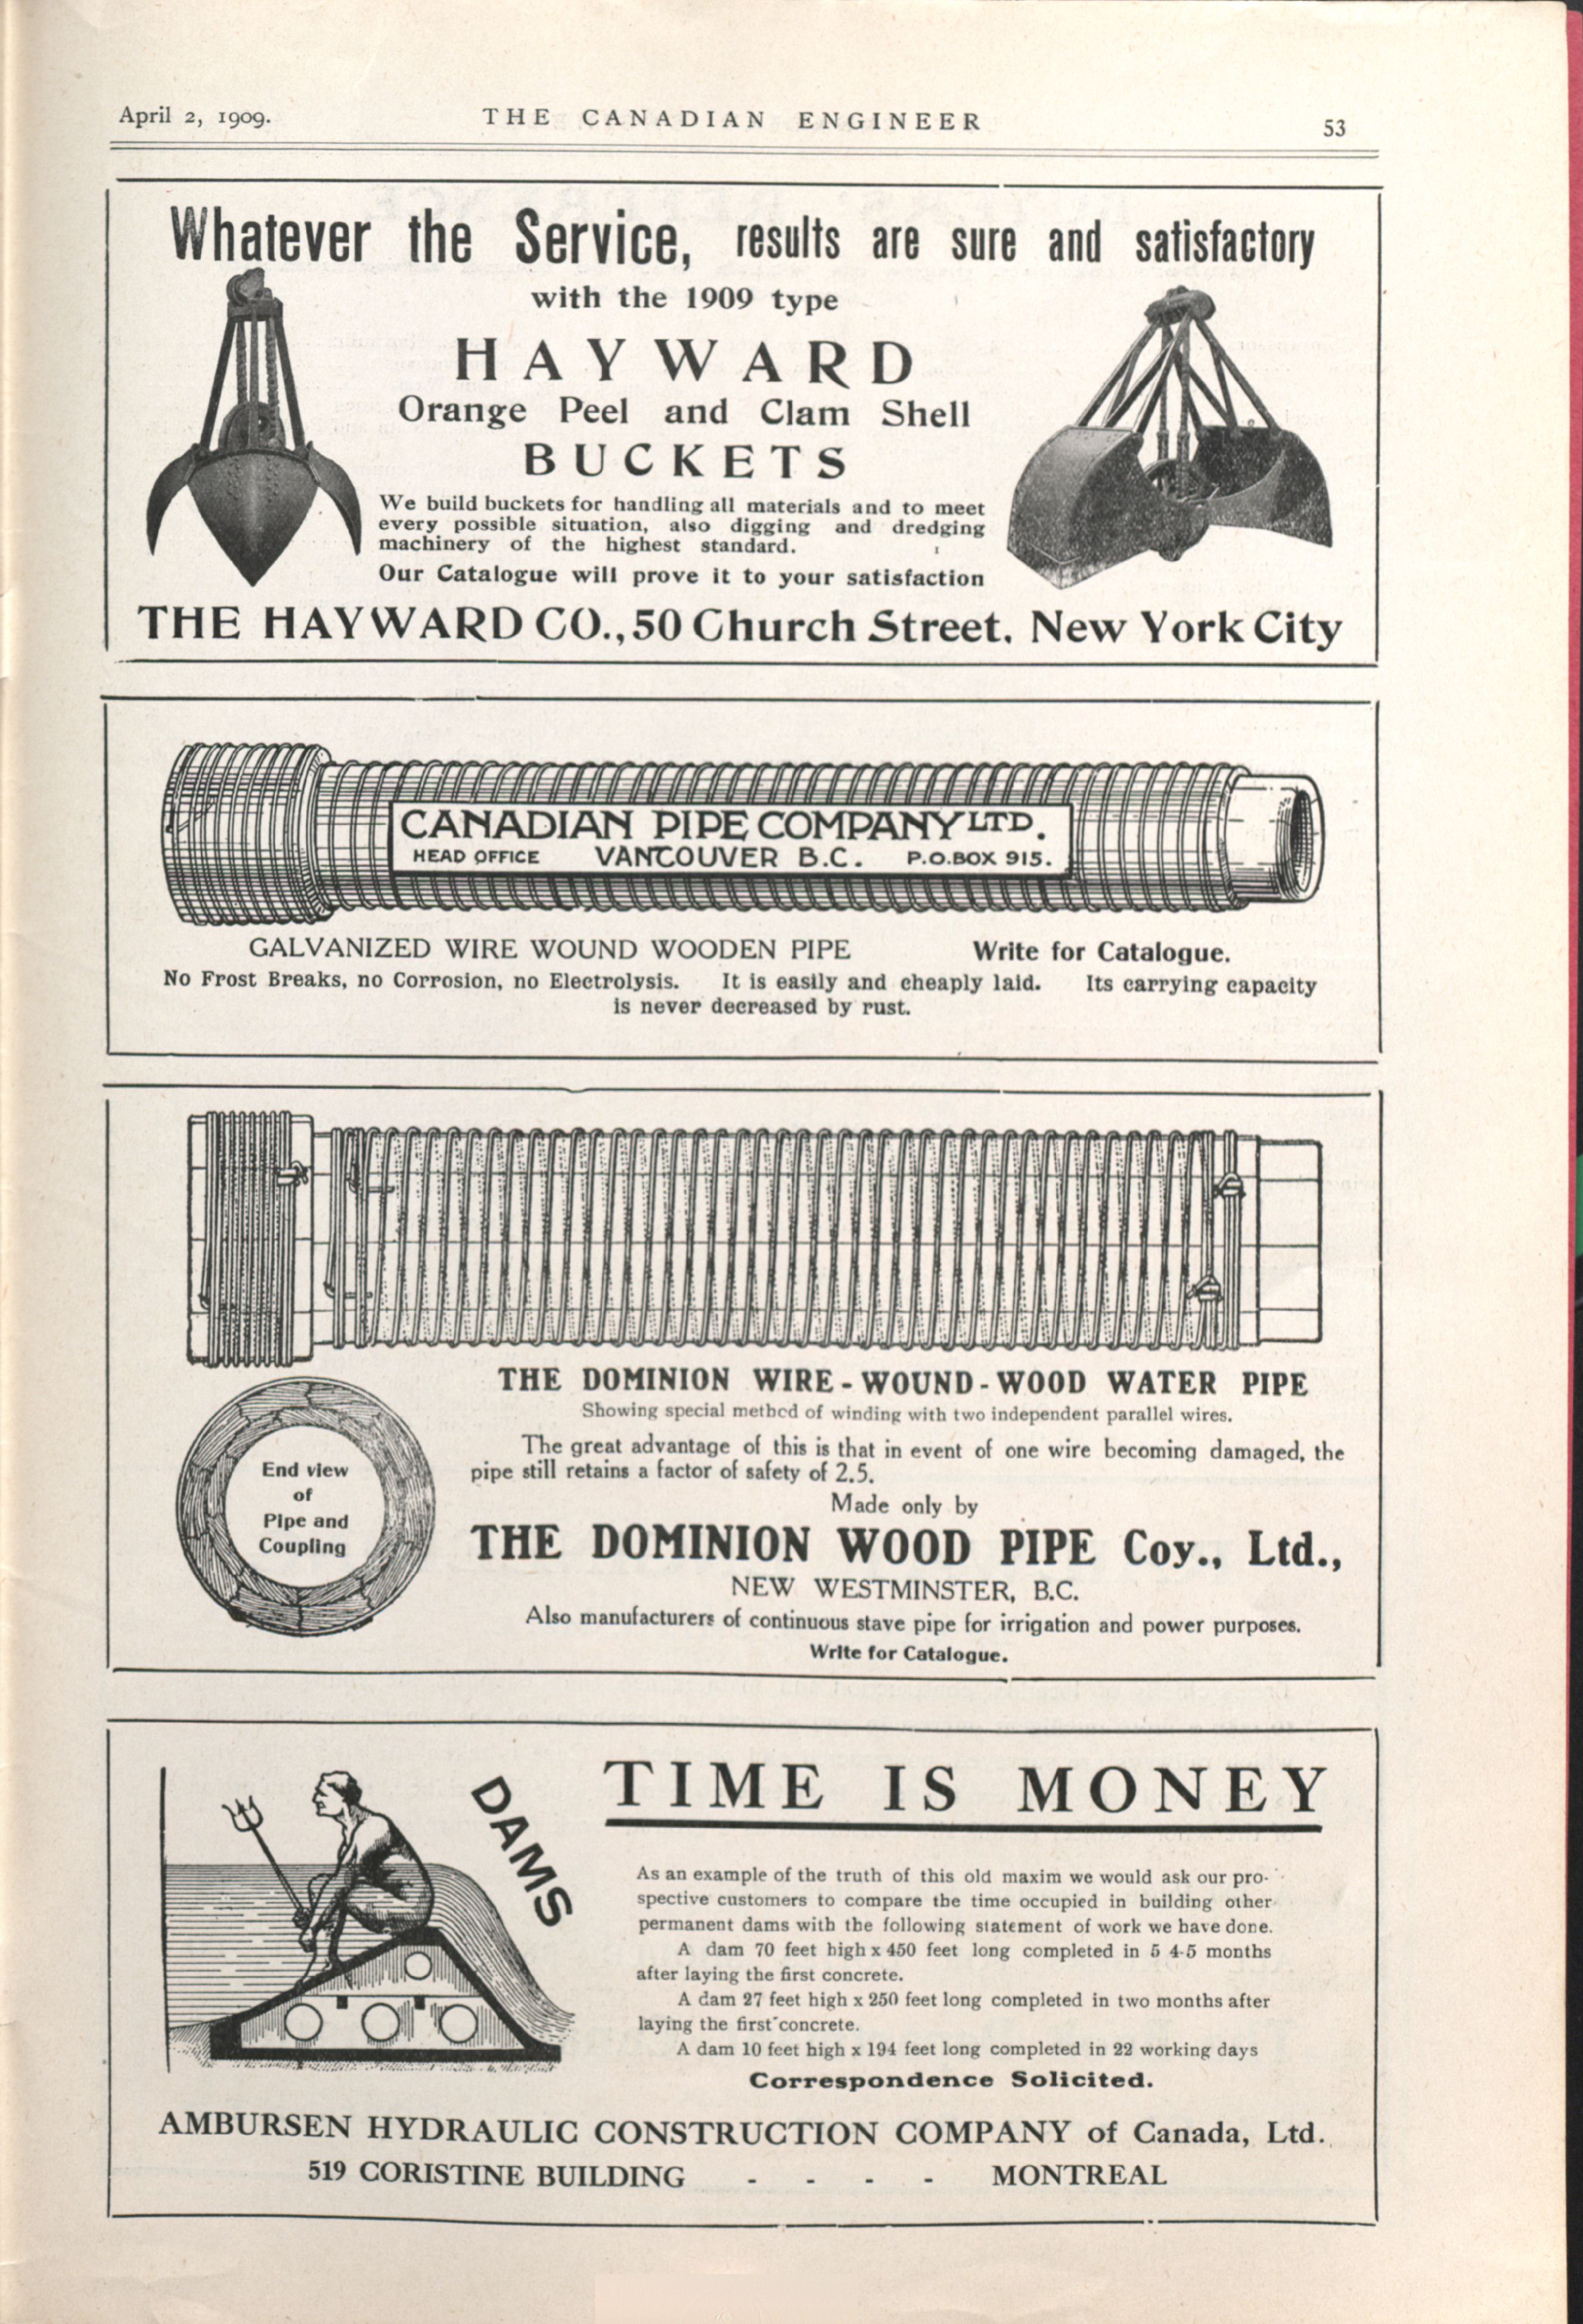 April 2, 1909.
THE CANADIAN ENGINEER
53
Whatever the Service, results are sure and satisfactory
with the 1909 type
HAYWARD
Orange Peel and Clam Shell
BUCKETS
We build buckets for handling all materials and to meet
every possible situation, also digging and dredging
machinery of the highest standard.
Our Catalogue will prove it to your satisfaction
THE HAYWARD CO., 50 Church Street. New York City
CANADIAN PIPE COMPANY LTD.
HEAD OFFICE VANCOUVER B.C. P.O.BOX 915.
GALVANIZED WIRE WOUND WOODEN PIPE Write for Catalogue.
No Frost Breaks, no Corrosion, no Electrolysis. It is easily and cheaply laid. Its carrying capacity
is never decreased by rust.
THE DOMINION WIRE-WOUND-WOOD WATER PIPE
Showing special method of winding with two independent parallel wires.
The great advantage of this is that in event of one wire becoming damaged, the
pipe still retains a factor of safety of 2.5.
End view
of
Pipe and
Coupling
Made only by
THE DOMINION WOOD PIPE Coy., Ltd.,
NEW WESTMINSTER, B.C.
Also manufacturers of continuous stave pipe for irrigation and power purposes.
Write for Catalogue.
DAMS
TIME IS MONEY
As an example of the truth of this old maxim we would ask our pro-
spective customers to compare the time occupied in building other
permanent dams with the following statement of work we have done.
A dam 70 feet high x 450 feet long completed in 5 4-5 months
after laying the first concrete.
A dam 27 feet high x 250 feet long completed in two months after
laying the first concrete.
A dam 10 feet high x 194 feet long completed in 22 working days
Correspondence Solicited.
AMBURSEN HYDRAULIC CONSTRUCTION COMPANY of Canada, Ltd.
519 CORISTINE BUILDING - - - - MONTREAL